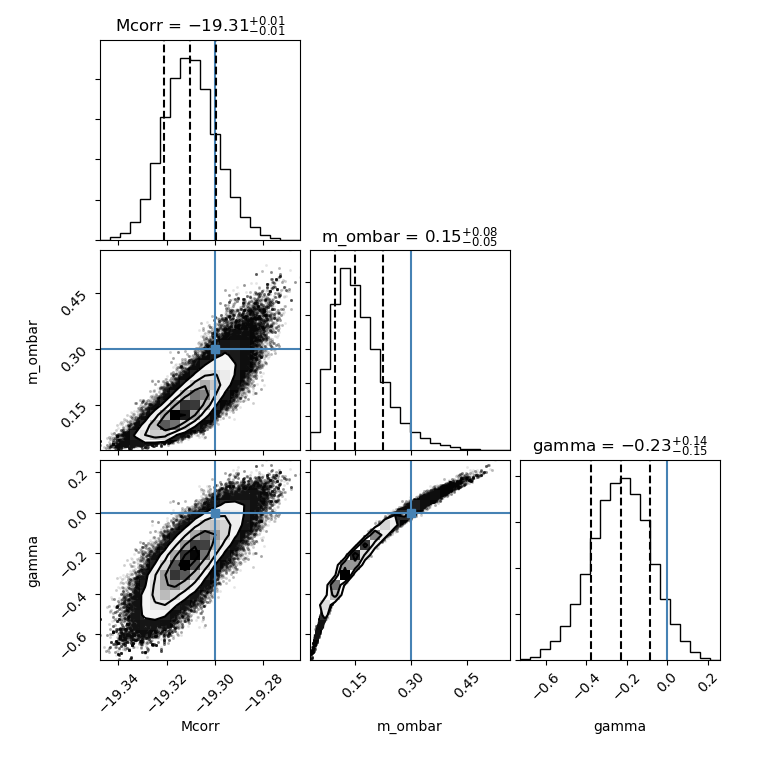 Mcorr = −19.31+0.01 −0.01
m_ombar = 0.15+0.08 −0.05
m_ombar
0.45
0.30
0.15
gamma = −0.23+0.14 −0.15
gamma
0.2
0.0
−0.2
−0.4
−0.6
−19.34 −19.32 −19.30 −19.28
0.15 0.30 0.45
−0.6 −0.4 −0.2 0.0 0.2
Mcorr m_ombar gamma